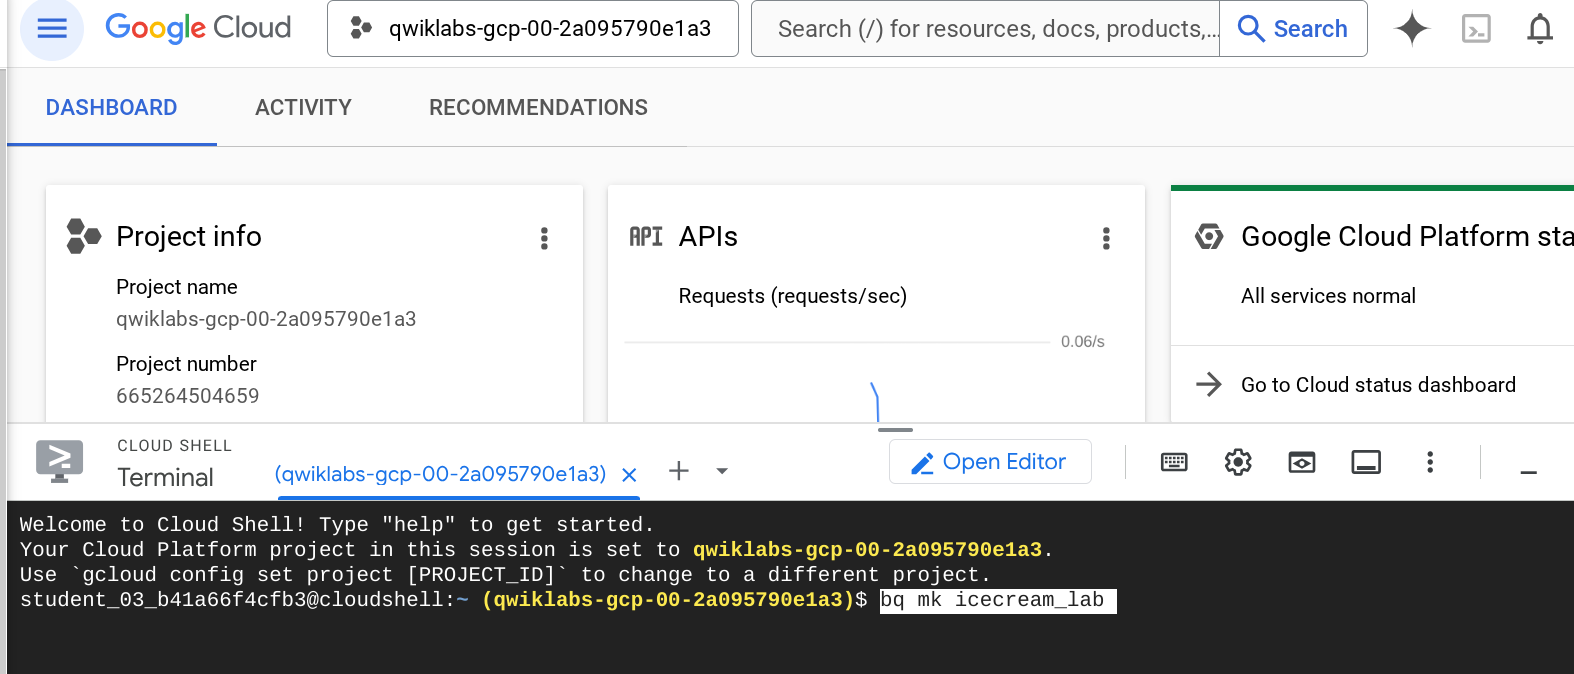 Google Cloud
qwiklabs-gcp-00-2a095790e1a3
Search (/) for resources, docs, products,...
Search
DASHBOARD
ACTIVITY
RECOMMENDATIONS
Project info
Project name
qwiklabs-gcp-00-2a095790e1a3
Project number
665264504659
API
APIs
Requests (requests/sec)
0.06/s
Google Cloud Platform sta
All services normal
Go to Cloud status dashboard
CLOUD SHELL
Terminal
(qwiklabs-gcp-00-2a095790e1a3)
Open Editor
Welcome to Cloud Shell! Type "help" to get started.
Your Cloud Platform project in this session is set to qwiklabs-gcp-00-2a095790e1a3.
Use `gcloud config set project [PROJECT_ID]` to change to a different project.
student_03_b41a66f4cfb3@cloudshell:~ (qwiklabs-gcp-00-2a095790e1a3)$ bq mk icecream_lab